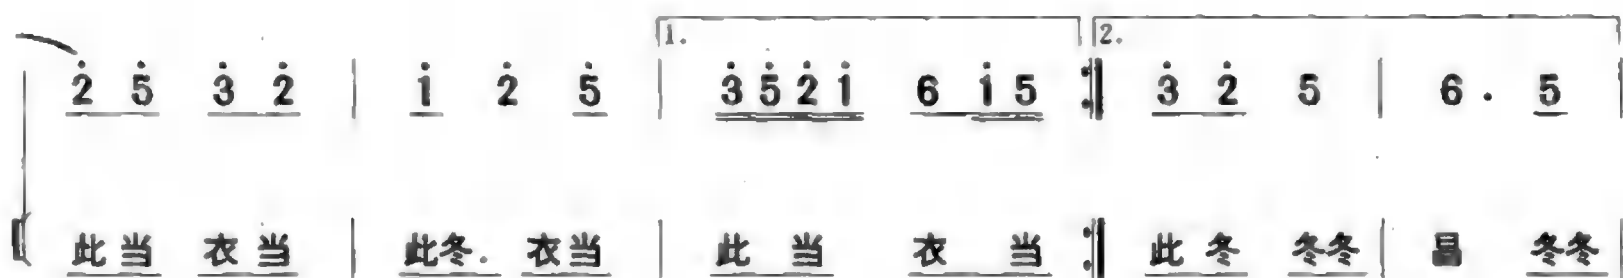 1. 2.
2̇ 5̇ 3̇ 2̇ | 1̇ 2̇ 5̇ | 3̇ 5̇ 2̇ 1̇ 6 1̇ 5 :‖ 3̇ 2̇ 5 | 6 . 5
此当 衣当 | 此冬. 衣当 | 此 当 衣 当 :‖ 此 冬 冬冬 | 昌 冬冬